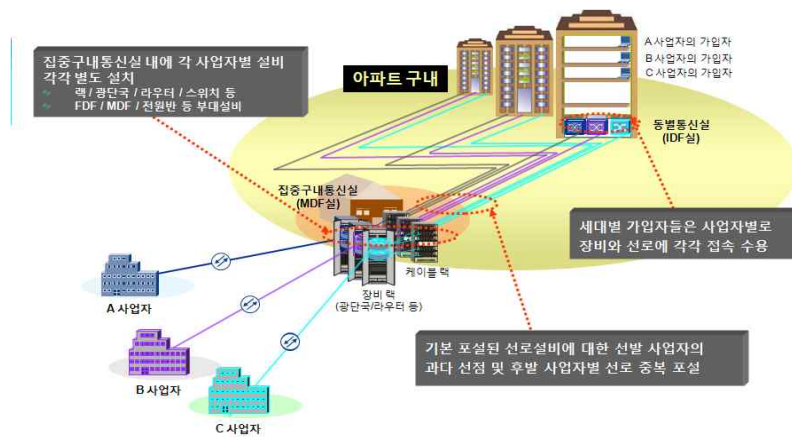 집중구내통신실 내에 각 사업자별 설비
각각 별도 설치
랙 / 광단국 / 라우터 / 스위치 등
FDF / MDF / 전원반 등 부대설비
아파트 구내
A 사업자의 가입자
B 사업자의 가입자
C 사업자의 가입자
동별통신실
(IDF실)
집중구내통신실
(MDF실)
세대별 가입자들은 사업자별로
장비와 선로에 각각 접속 수용
케이블 랙
장비 랙
(광단국/라우터 등)
A 사업자
기본 포설된 선로설비에 대한 선발 사업자의
과다 선점 및 후발 사업자별 선로 중복 포설
B 사업자
C 사업자